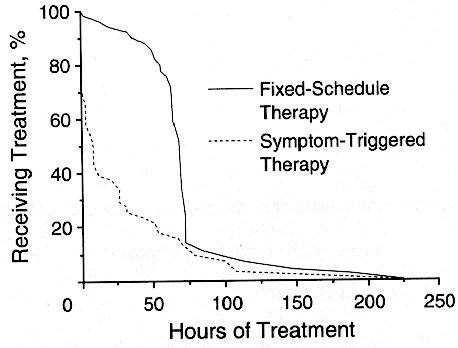 100
80
60
40
20
0
50
100
150
200
250
Receiving Treatment, %
Hours of Treatment
Fixed-Schedule
Therapy
Symptom-Triggered
Therapy